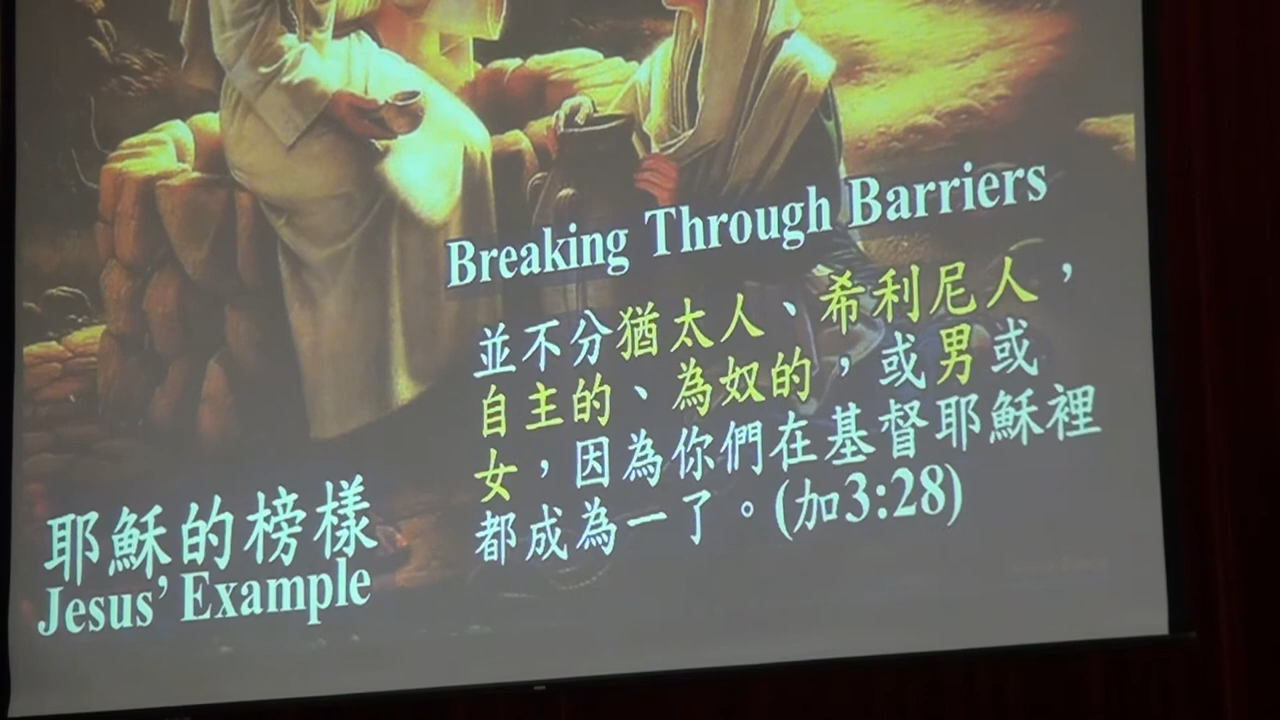 Breaking Through Barriers
並不分猶太人、希利尼人，
自主的、為奴的，或男或
女，因為你們在基督耶穌裡
都成為一了。(加3:28)
耶穌的榜樣
Jesus’ Example